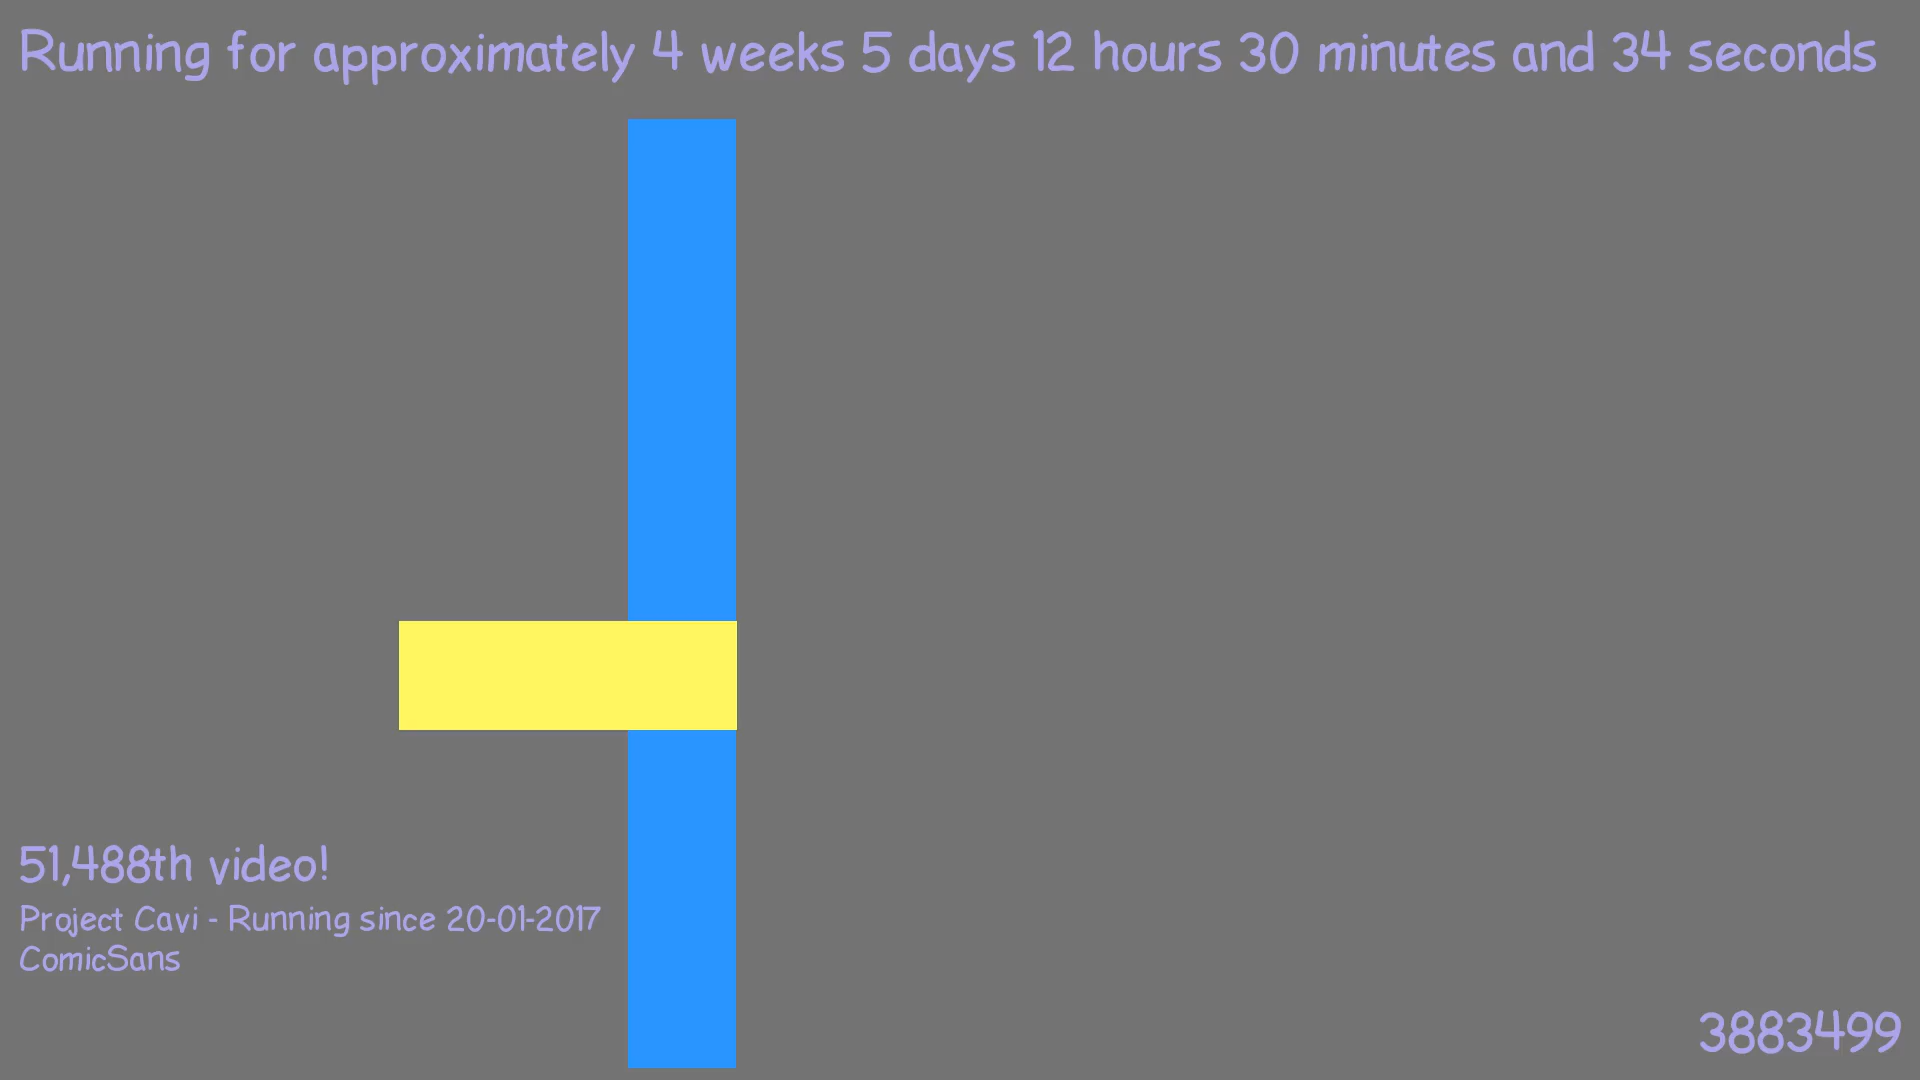 Running for approximately 4 weeks 5 days 12 hours 30 minutes and 34 seconds
51,488th video!
Project Cavi - Running since 20-01-2017
ComicSans
3883499